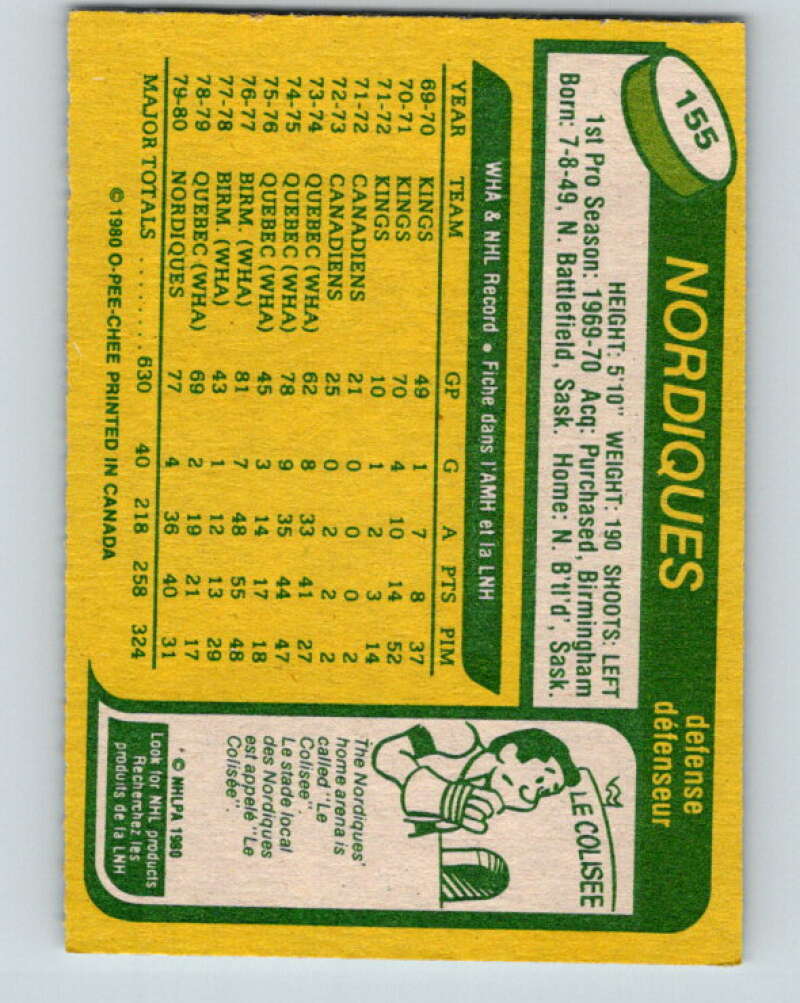 155
NORDIQUES
defense
défenseur
HEIGHT: 5'10" WEIGHT: 190 SHOOTS: LEFT
1st Pro Season: 1969-70 Acq: Purchased, Birmingham
Born: 7-8-49, N. Battlefield, Sask. Home: N. B'tl'd', Sask.
WHA & NHL Record • Fiche dans l'AMH et la LNH
YEAR TEAM GP G A PTS PIM
69-70 KINGS 49 1 7 8 37
70-71 KINGS 70 4 10 14 52
71-72 KINGS 10 1 2 3 14
71-72 CANADIENS 21 0 0 0 2
72-73 CANADIENS 25 0 2 2 2
73-74 QUEBEC (WHA) 62 8 33 41 27
74-75 QUEBEC (WHA) 78 9 35 44 47
75-76 QUEBEC (WHA) 45 3 14 17 18
76-77 BIRM. (WHA) 81 7 48 55 48
77-78 BIRM. (WHA) 43 1 12 13 29
78-79 QUEBEC (WHA) 69 2 19 21 17
79-80 NORDIQUES 77 4 36 40 31
MAJOR TOTALS ........ 630 40 218 258 324
© 1980 O-PEE-CHEE PRINTED IN CANADA
LE COLISEE
The Nordiques'
home arena is
called "Le
Colisee".
Le stade local
des Nordiques
est appelé "Le
Colisée".
© NHLPA 1980
Look for NHL products
Recherchez les
produits de la LNH